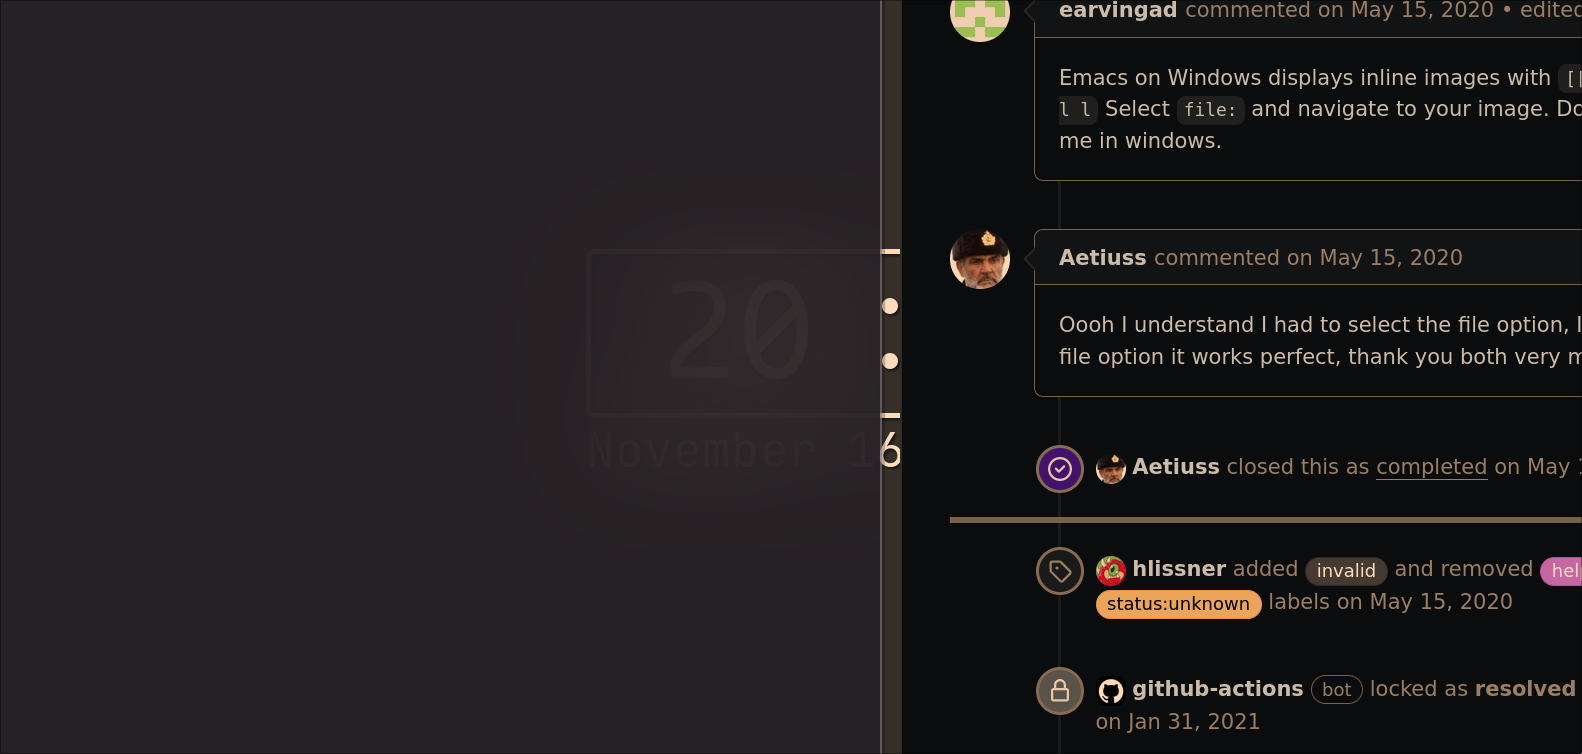 20
November 16
earvingad commented on May 15, 2020 • edited
Emacs on Windows displays inline images with [[
l l Select file: and navigate to your image. Do
me in windows.
Aetiuss commented on May 15, 2020
Oooh I understand I had to select the file option,
file option it works perfect, thank you both very
Aetiuss closed this as completed on May
hlissner added invalid and removed hel
status:unknown labels on May 15, 2020
github-actions bot locked as resolved
on Jan 31, 2021